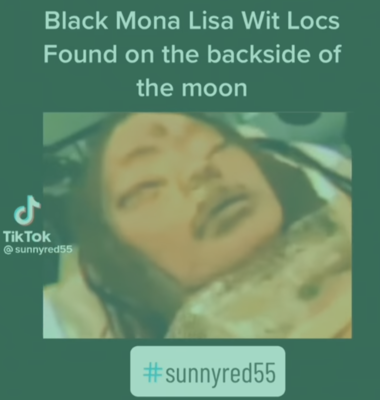 Black Mona Lisa Wit Locs
Found on the backside of
the moon
TikTok
@sunnyred55
#sunnyred55